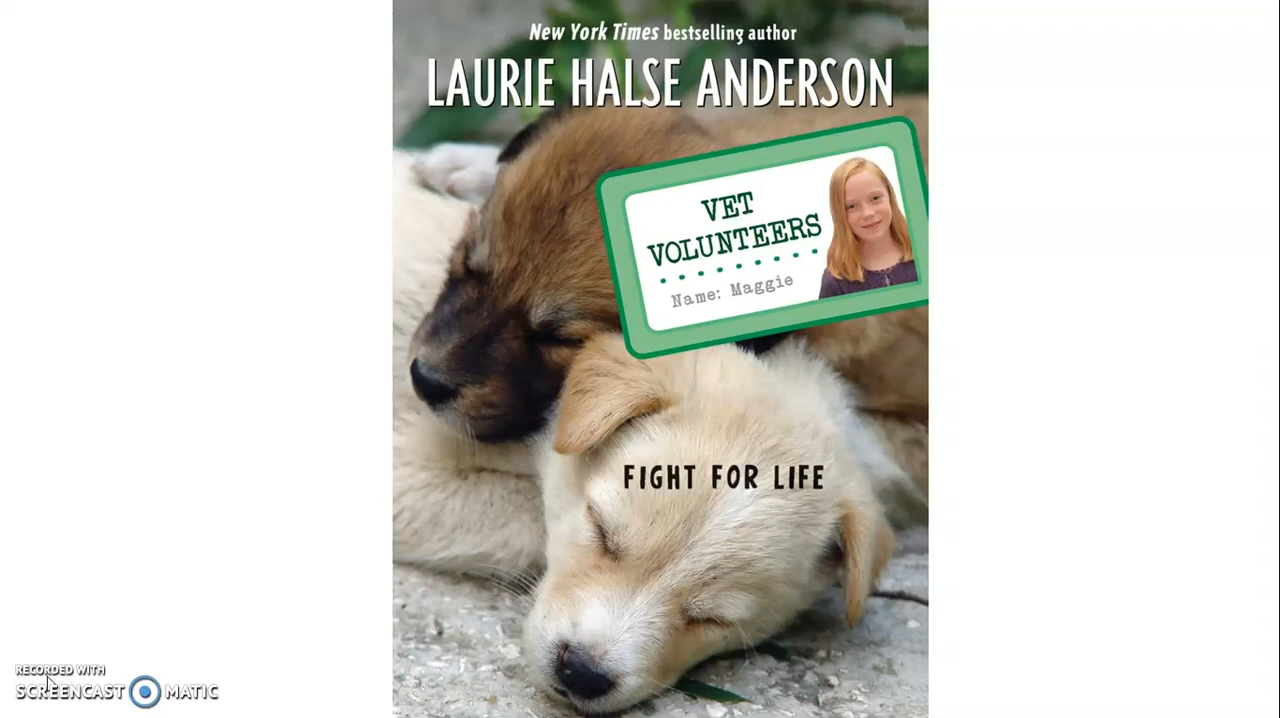 New York Times bestselling author
LAURIE HALSE ANDERSON
VET
VOLUNTEERS
Name: Maggie
FIGHT FOR LIFE
RECORDED WITH
SCREENCAST MATIC